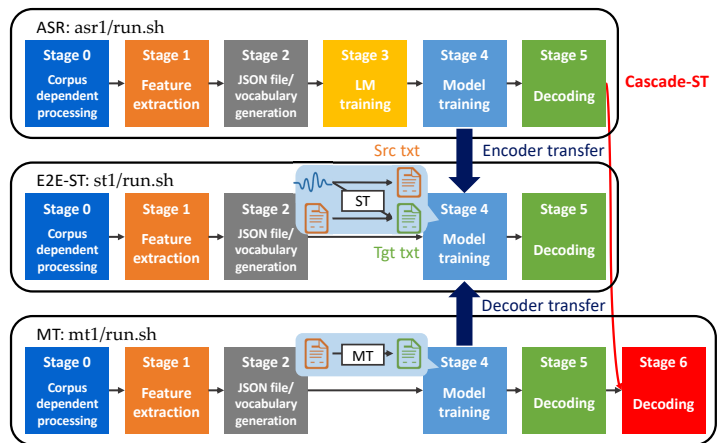 ASR: asr1/run.sh
Stage 0
Corpus
dependent
processing
Stage 1
Feature
extraction
Stage 2
JSON file/
vocabulary
generation
Stage 3
LM
training
Stage 4
Model
training
Stage 5
Decoding
Cascade-ST
Src txt
Encoder transfer
E2E-ST: st1/run.sh
Stage 0
Corpus
dependent
processing
Stage 1
Feature
extraction
Stage 2
JSON file/
vocabulary
generation
ST
Tgt txt
Stage 4
Model
training
Stage 5
Decoding
Decoder transfer
MT: mt1/run.sh
Stage 0
Corpus
dependent
processing
Stage 1
Feature
extraction
Stage 2
JSON file/
vocabulary
generation
MT
Stage 4
Model
training
Stage 5
Decoding
Stage 6
Decoding